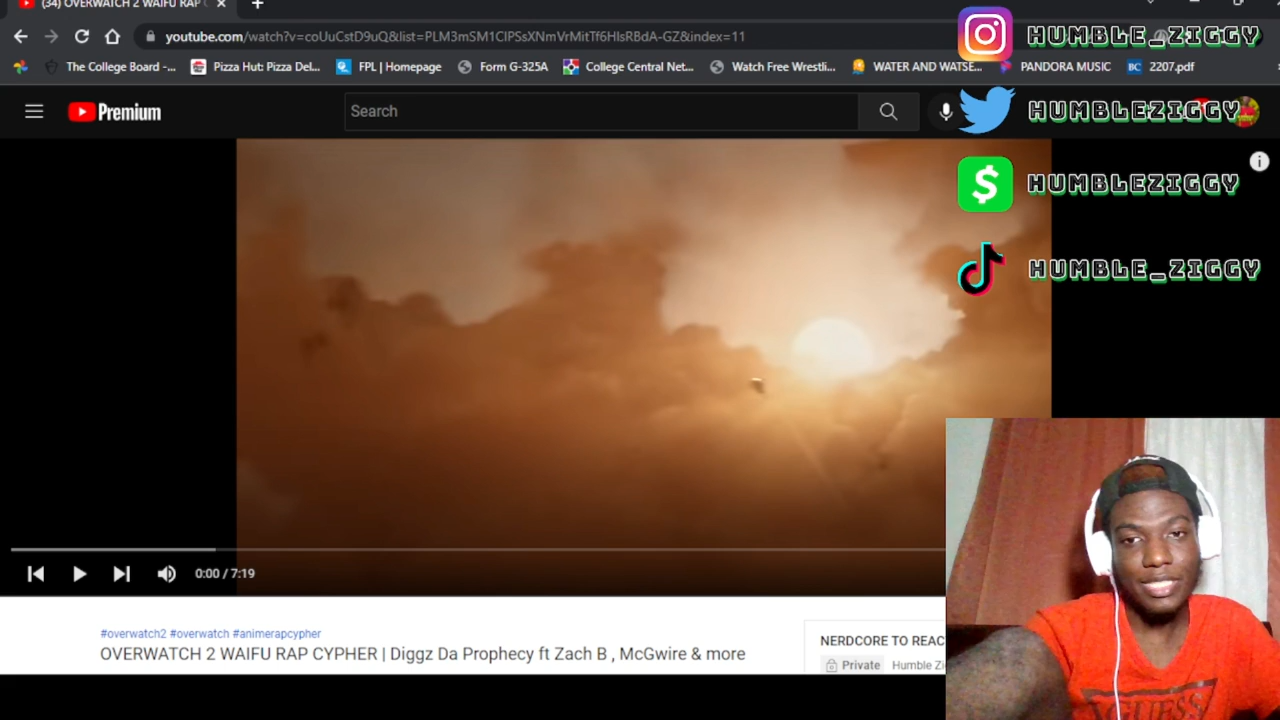 (34) OVERWATCH 2 WAIFU RAP
youtube.com/watch?v=coUuCstD9uQ&list=PLM3mSM1CIPSsXNmVrMitTf6HIsRBdA-GZ&index=11
HUMBLE_ZIGGY
The College Board -... Pizza Hut: Pizza Del... FPL | Homepage Form G-325A College Central Net... Watch Free Wrestli... WATER AND WATSE... PANDORA MUSIC 2207.pdf
Premium
Search
HUMBLEZIGGY
HUMBLEZIGGY
HUMBLE_ZIGGY
0:00 / 7:19
#overwatch2 #overwatch #animerapcypher
OVERWATCH 2 WAIFU RAP CYPHER | Diggz Da Prophecy ft Zach B , McGwire & more
NERDCORE TO REAC
Private Humble Zi
GUESS